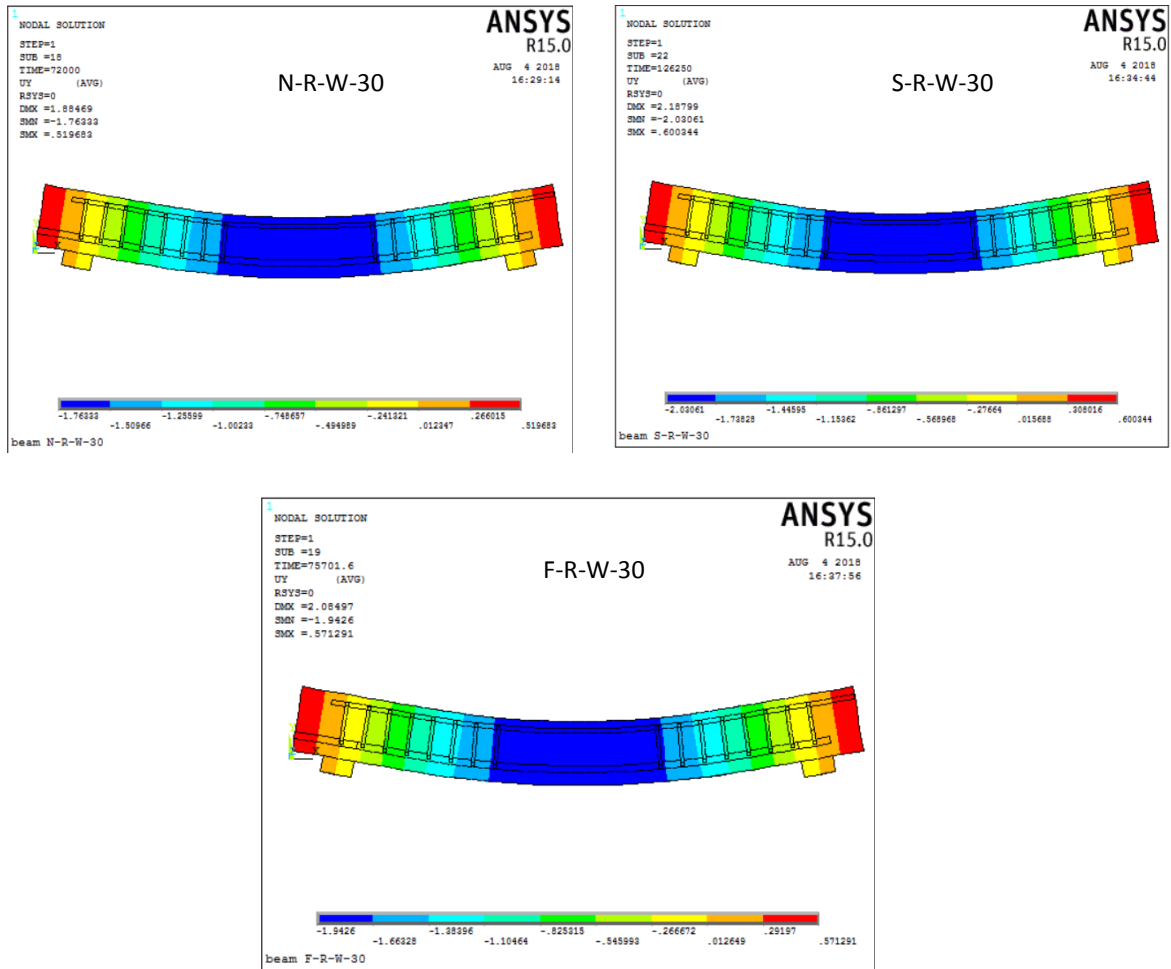 1
NODAL SOLUTION
STEP=1
SUB =18
TIME=72000
UY (AVG)
RSYS=0
DMX =1.88469
SMN =-1.76333
SMX =.519683
ANSYS
R15.0
AUG 4 2018
16:29:14
N-R-W-30
-1.76333 -1.25599 -.748657 -.241321 .266015
-1.50966 -1.00233 -.494989 .012347 .519683
beam N-R-W-30
1
NODAL SOLUTION
STEP=1
SUB =22
TIME=126250
UY (AVG)
RSYS=0
DMX =2.18799
SMN =-2.03061
SMX =.600344
ANSYS
R15.0
AUG 4 2018
16:34:44
S-R-W-30
-2.03061 -1.44595 -.861297 -.27664 .308016
-1.73828 -1.15362 -.568968 .015688 .600344
beam S-R-W-30
1
NODAL SOLUTION
STEP=1
SUB =19
TIME=75701.6
UY (AVG)
RSYS=0
DMX =2.08497
SMN =-1.9426
SMX =.571291
ANSYS
R15.0
AUG 4 2018
16:37:56
F-R-W-30
-1.9426 -1.38396 -.825315 -.266672 .29197
-1.66328 -1.10464 -.545993 .012649 .571291
beam F-R-W-30